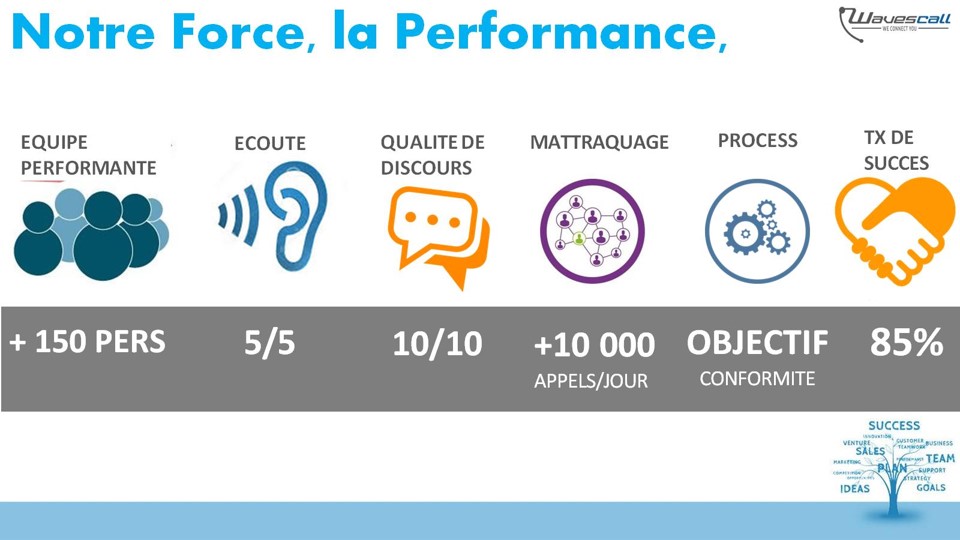 Notre Force, la Performance,
Wavescall
WE CONNECT YOU
EQUIPE
PERFORMANTE
ECOUTE
QUALITE DE
DISCOURS
MATTRAQUAGE
PROCESS
TX DE
SUCCES
+ 150 PERS
5/5
10/10
+10 000
APPELS/JOUR
OBJECTIF
CONFORMITE
85%
SUCCESS
INNOVATION
VENTURE
CUSTOMER
TEAMWORK
BUSINESS
SALES
MARKETING
PLAN
TEAM
SUPPORT
STRATEGY
IDEAS
GOALS